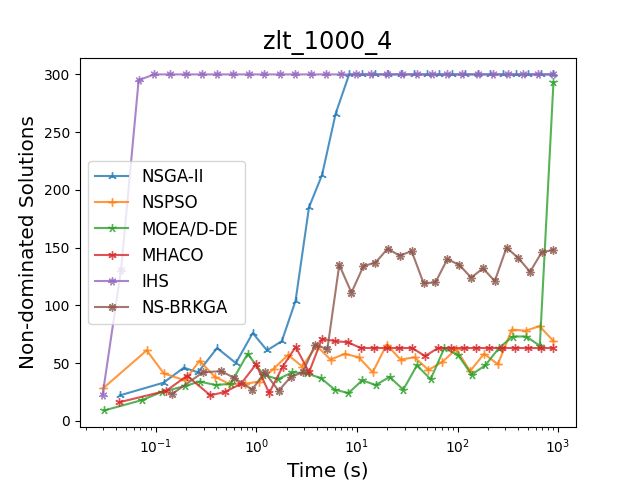 zlt_1000_4
Non-dominated Solutions
300
250
200
150
100
50
0
NSGA-II
NSPSO
MOEA/D-DE
MHACO
IHS
NS-BRKGA
10⁻¹ 10⁰ 10¹ 10² 10³
Time (s)